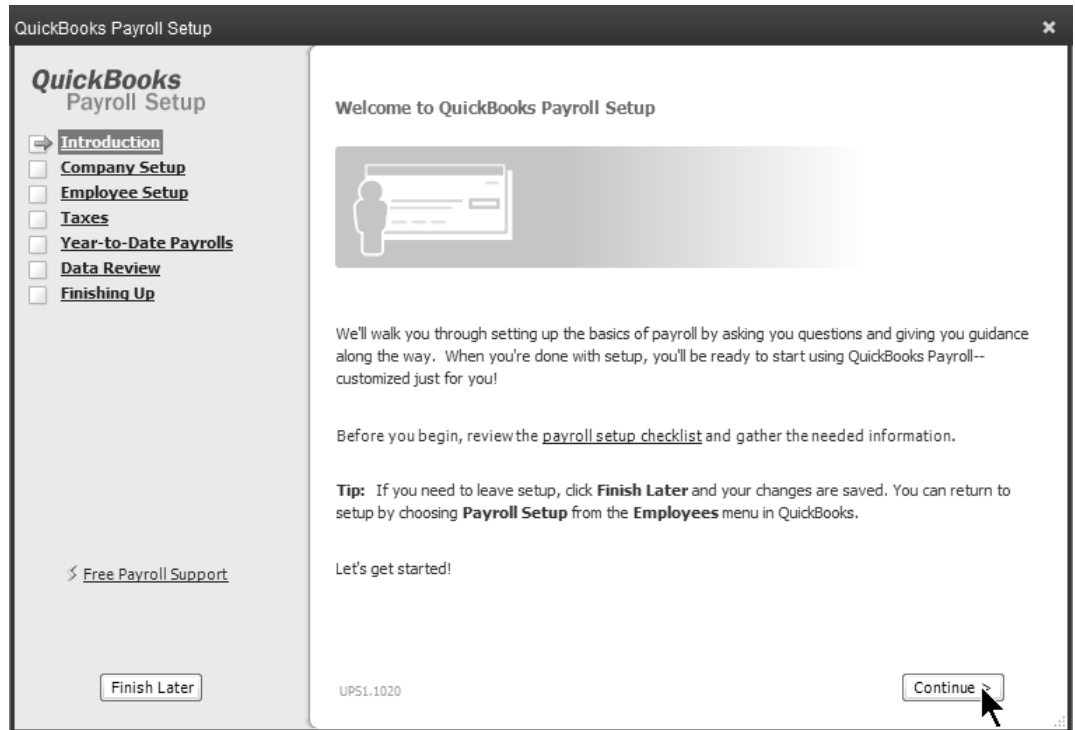 QuickBooks Payroll Setup
QuickBooks
Payroll Setup
Introduction
Company Setup
Employee Setup
Taxes
Year-to-Date Payrolls
Data Review
Finishing Up
Free Payroll Support
Finish Later
Welcome to QuickBooks Payroll Setup
We'll walk you through setting up the basics of payroll by asking you questions and giving you guidance
along the way. When you're done with setup, you'll be ready to start using QuickBooks Payroll--
customized just for you!
Before you begin, review the payroll setup checklist and gather the needed information.
Tip: If you need to leave setup, click Finish Later and your changes are saved. You can return to
setup by choosing Payroll Setup from the Employees menu in QuickBooks.
Let's get started!
UPS1.1020
Continue >